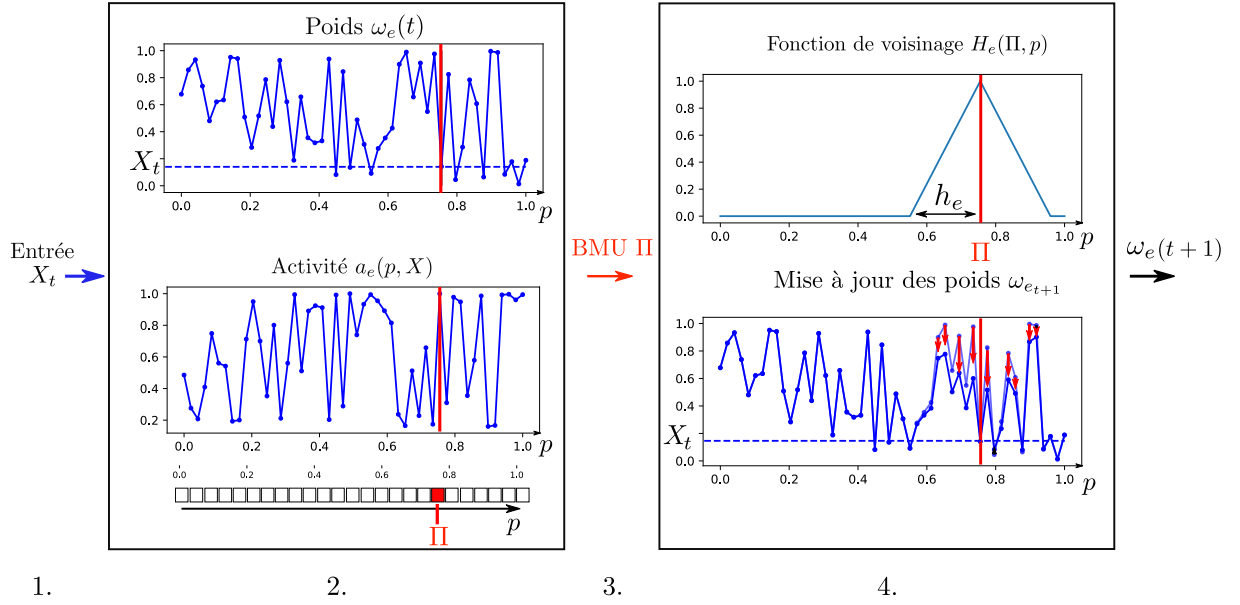 Poids ω_e(t)
1.0
0.8
0.6
0.4
X_t
0.0
0.0 0.2 0.4 0.6 0.8 1.0
p
Entrée
X_t
Activité a_e(p, X)
1.0
0.8
0.6
0.4
0.2
0.0 0.2 0.4 0.6 0.8 1.0
p
0.0 0.2 0.4 0.6 0.8 1.0
p
Π
BMU Π
Fonction de voisinage H_e(Π, p)
1.0
0.8
0.6
0.4
0.2
0.0
h_e
0.0 0.2 0.4 0.6 0.8 1.0
p
Π
Mise à jour des poids ω_{e_{t+1}}
1.0
0.8
0.6
0.4
X_t
0.0
0.0 0.2 0.4 0.6 0.8 1.0
p
ω_e(t + 1)
1. 2. 3. 4.